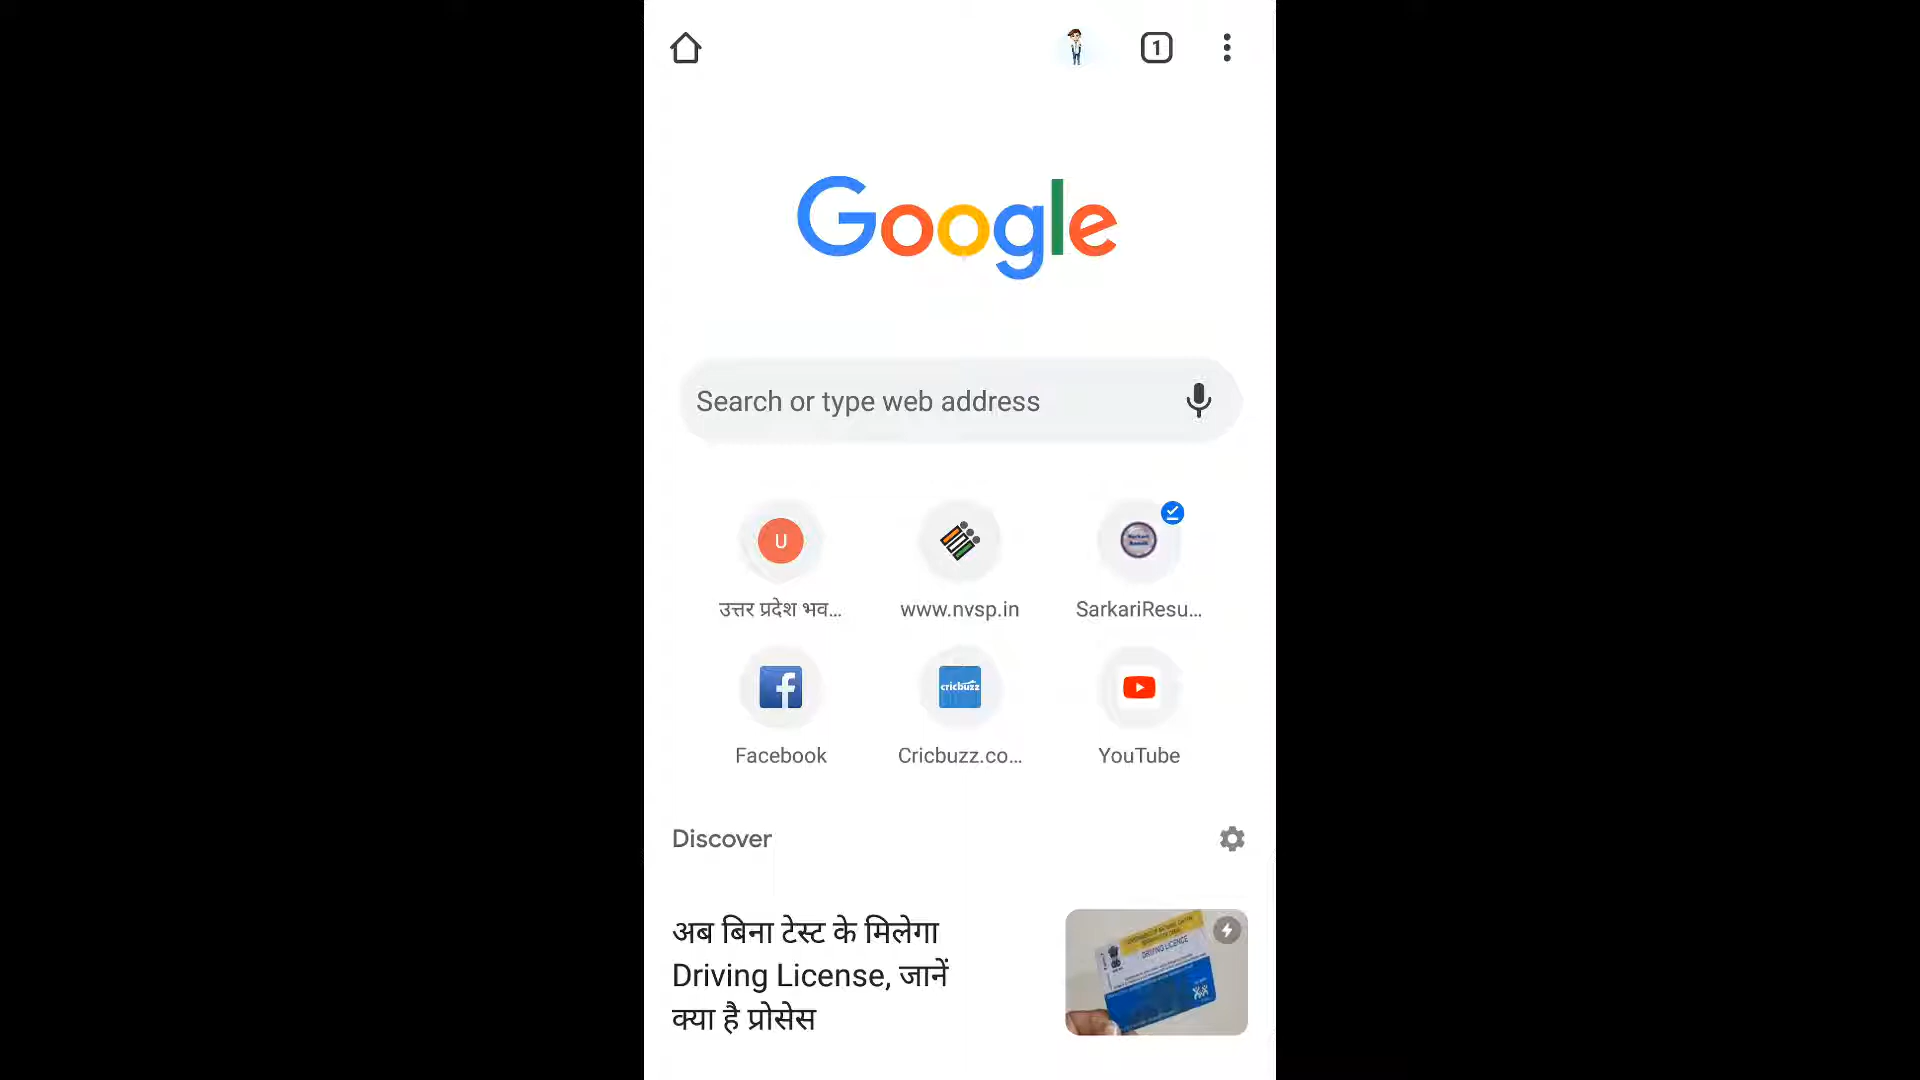 1
Google
Search or type web address
U
उत्तर प्रदेश भव...
www.nvsp.in
SarkariResu...
cricbuzz
Facebook
Cricbuzz.co...
YouTube
Discover
अब बिना टेस्ट के मिलेगा
Driving License, जानें
क्या है प्रोसेस
DRIVING LICENCE